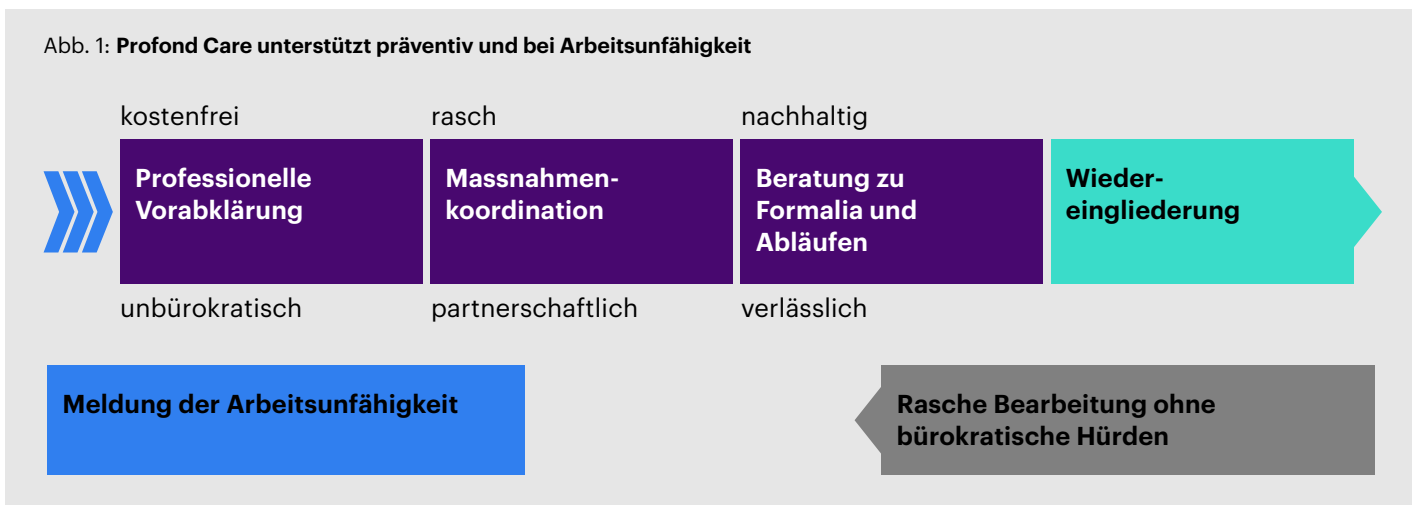 Abb. 1: Profond Care unterstützt präventiv und bei Arbeitsunfähigkeit
kostenfrei
rasch
nachhaltig
Professionelle
Vorabklärung
Massnahmen-
koordination
Beratung zu
Formalia und
Abläufen
Wieder-
eingliederung
unbürokratisch
partnerschaftlich
verlässlich
Meldung der Arbeitsunfähigkeit
Rasche Bearbeitung ohne
bürokratische Hürden